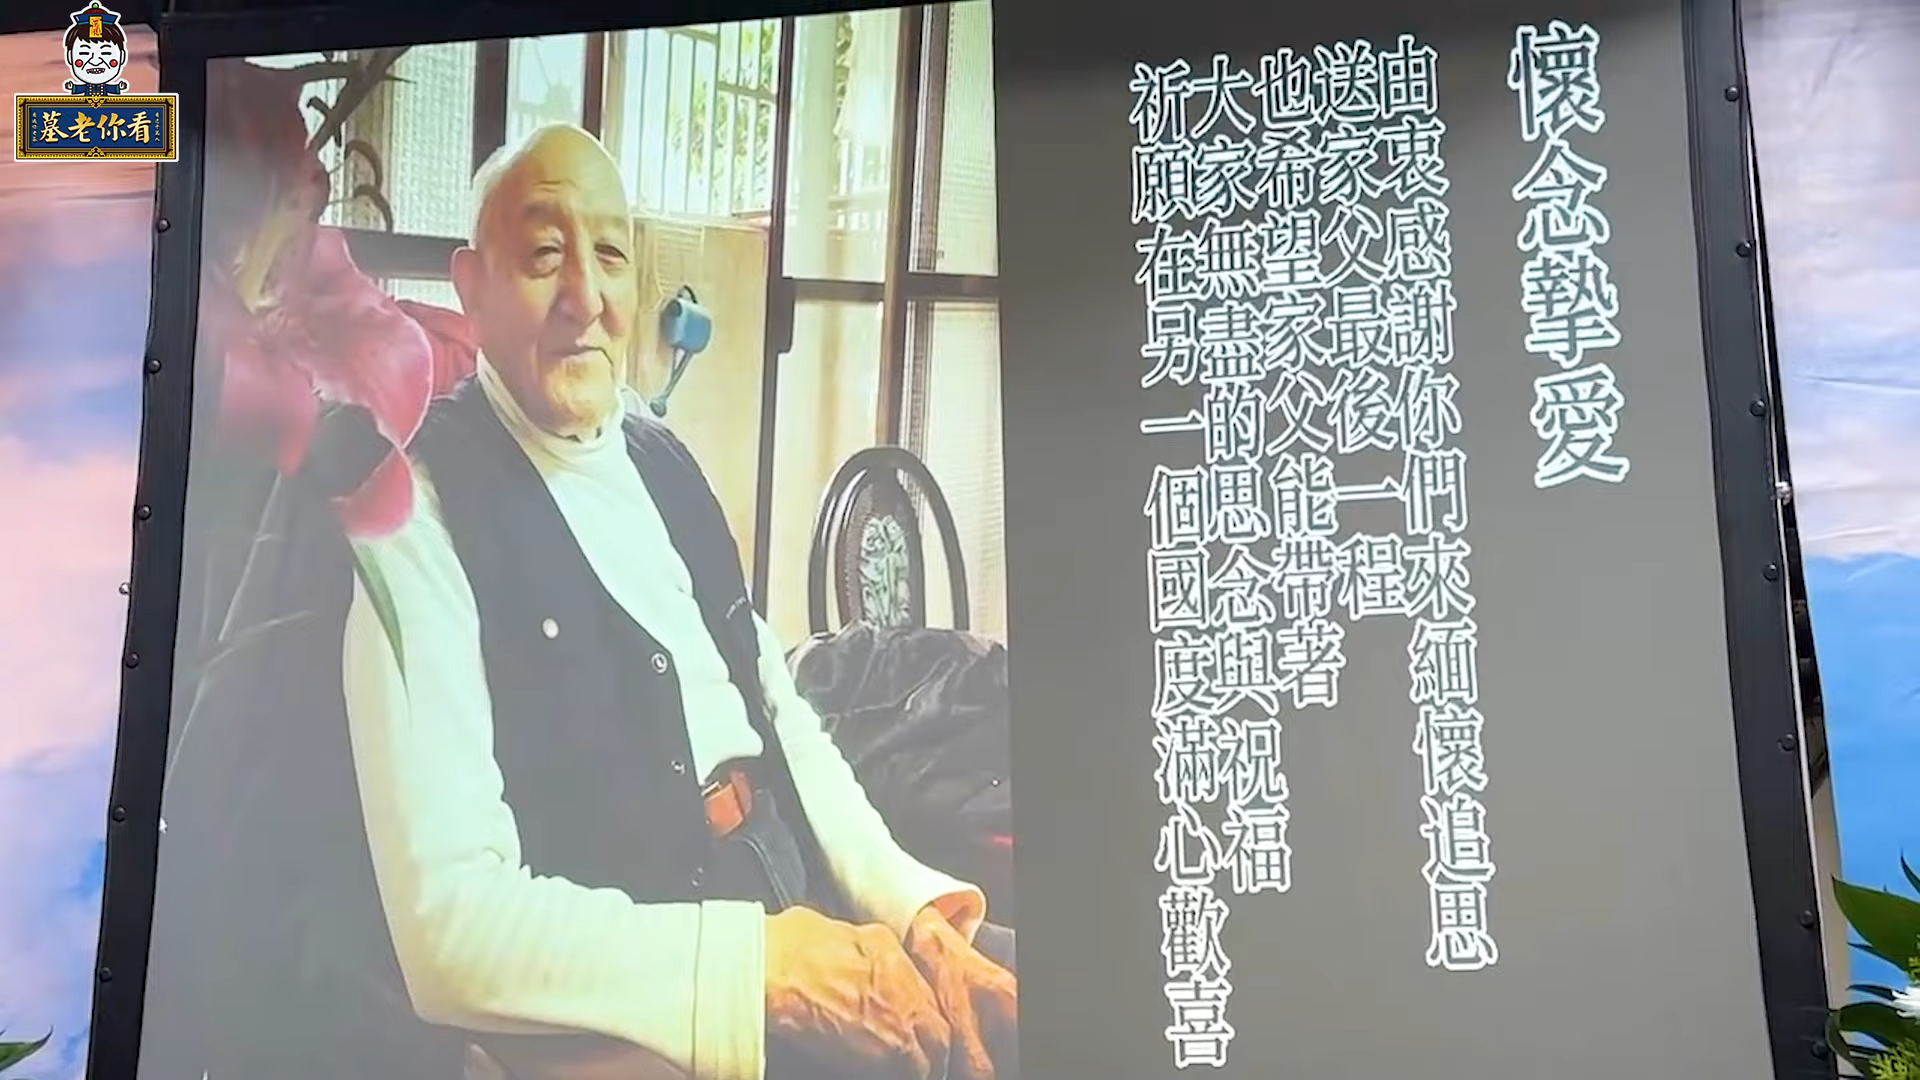 墓老你看
懷念摯愛
由衷感謝你們來緬懷追思
送家父最後一程
也希望家父能帶著
大家無盡的思念與祝福
祈願在另一個國度滿心歡喜